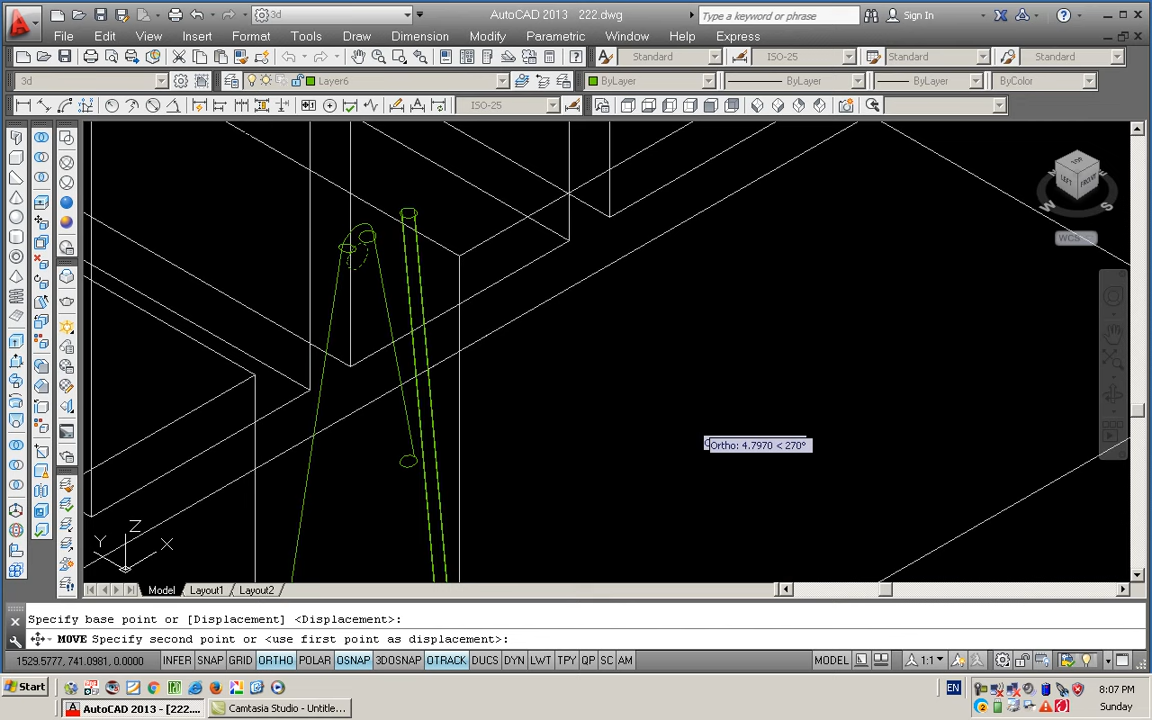 3d
AutoCAD 2013 222.dwg
Type a keyword or phrase
Sign In
File Edit View Insert Format Tools Draw Dimension Modify Parametric Window Help Express
Standard ISO-25 Standard Standard
3d Layer6 ByLayer ByLayer ByLayer ByColor
ISO-25
TOP
LEFT FRONT
W S
WCS
Ortho: 4.7970 < 270°
Z
Y X
Model Layout1 Layout2
Specify base point or [Displacement] <Displacement>:
MOVE Specify second point or <use first point as displacement>:
1529.5777, 741.0981, 0.0000 INFER SNAP GRID ORTHO POLAR OSNAP 3DOSNAP OTRACK DUCS DYN LWT TPY QP SC AM MODEL 1:1
Start EN 8:07 PM
AutoCAD 2013 - [222.... Camtasia Studio - Untitle... Sunday